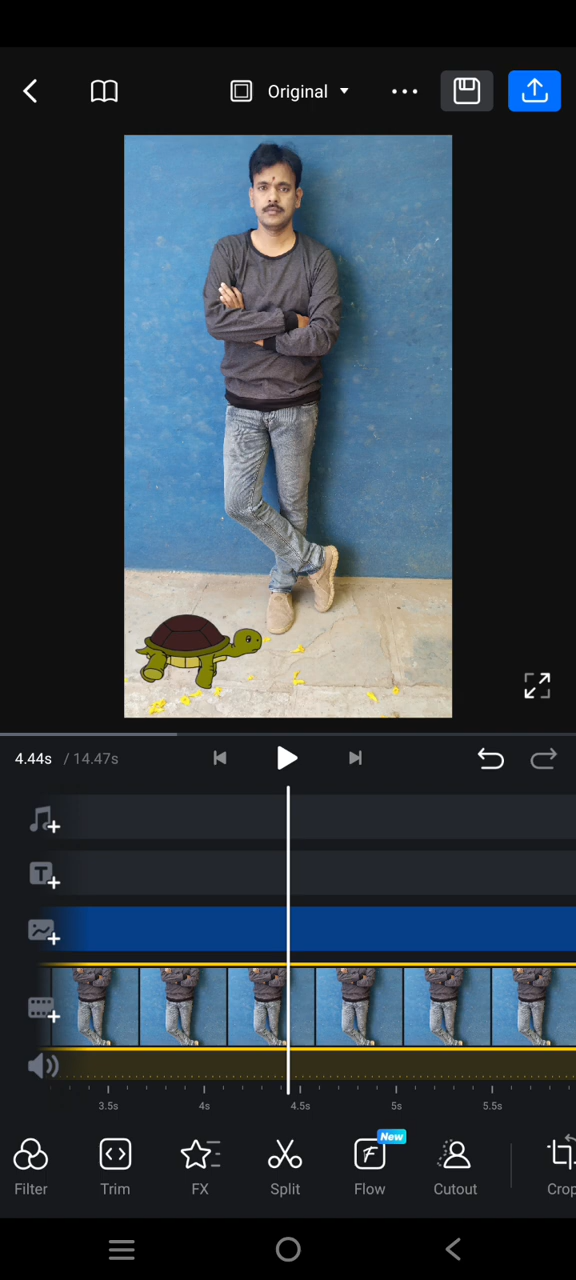 Original
4.44s / 14.47s
3.5s 4s 4.5s 5s 5.5s
New
Filter Trim FX Split Flow Cutout Crop